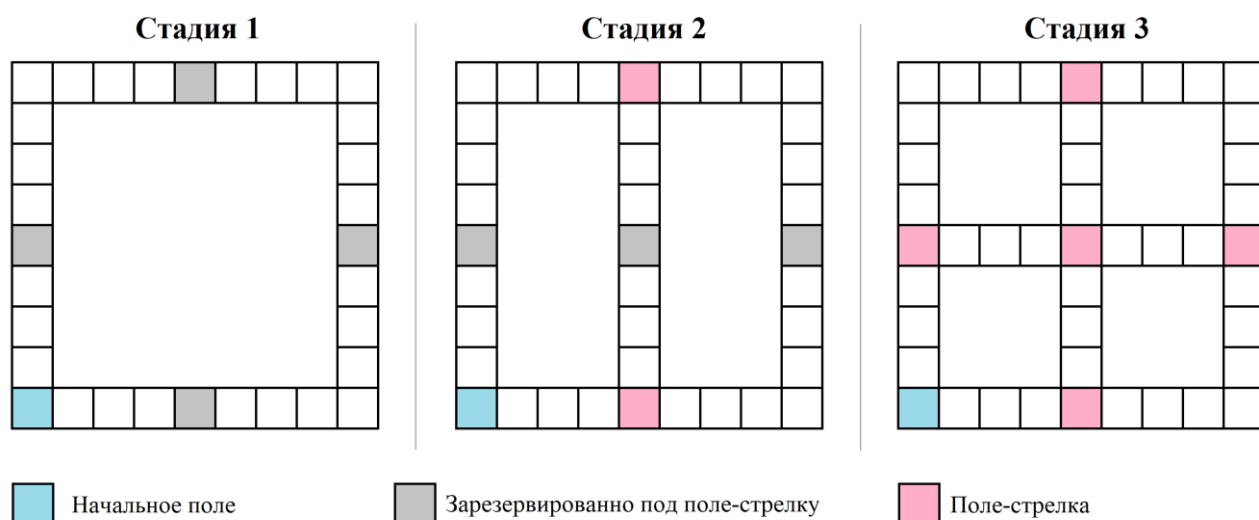 Стадия 1
Стадия 2
Стадия 3
Начальное поле
Зарезервированно под поле-стрелку
Поле-стрелка